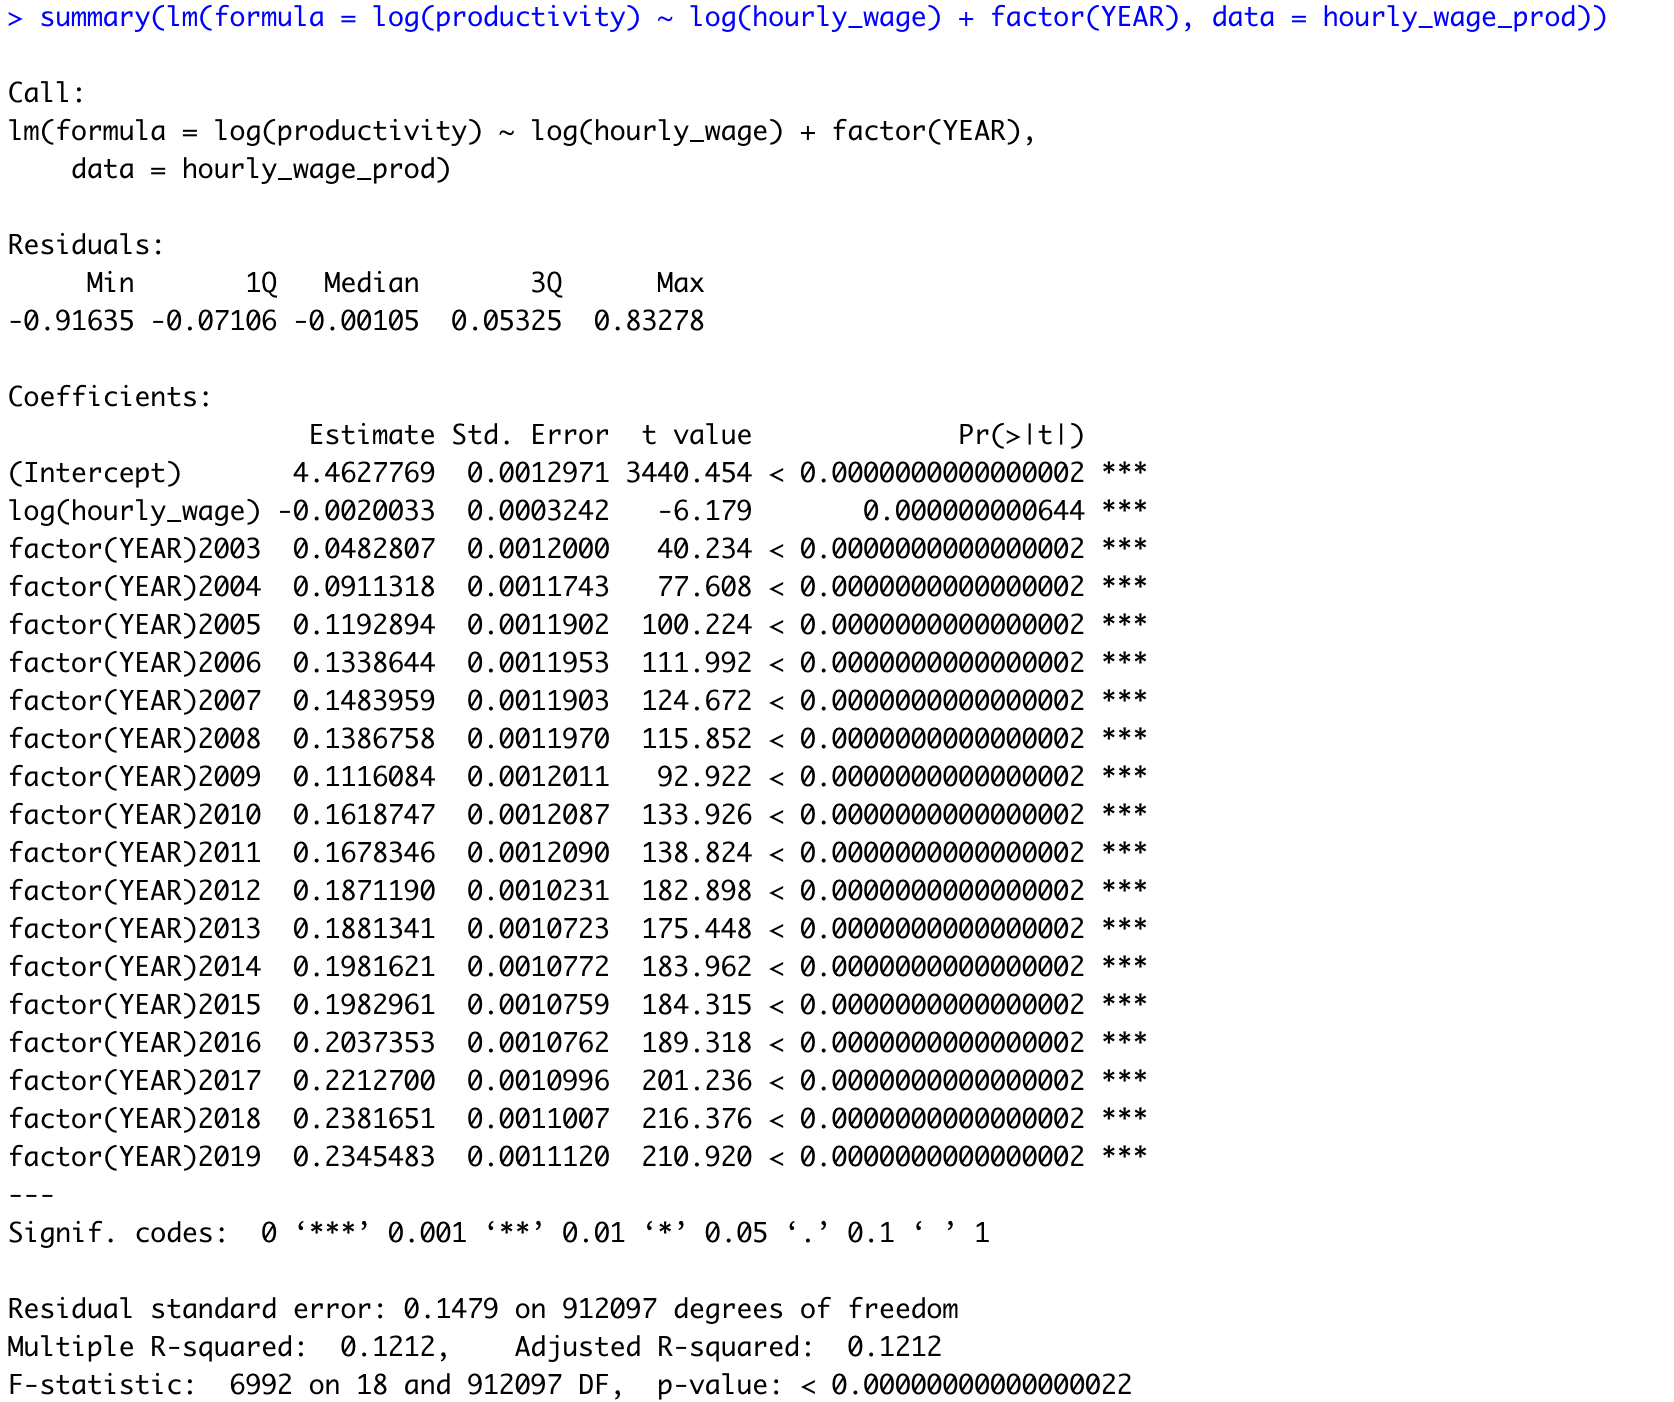 > summary(lm(formula = log(productivity) ~ log(hourly_wage) + factor(YEAR), data = hourly_wage_prod))
Call:
lm(formula = log(productivity) ~ log(hourly_wage) + factor(YEAR),
    data = hourly_wage_prod)
Residuals:
     Min       1Q   Median       3Q      Max
-0.91635 -0.07106 -0.00105  0.05325  0.83278
Coefficients:
                   Estimate Std. Error  t value             Pr(>|t|)
(Intercept)       4.4627769  0.0012971 3440.454 < 0.0000000000000002 ***
log(hourly_wage) -0.0020033  0.0003242   -6.179       0.000000000644 ***
factor(YEAR)2003  0.0482807  0.0012000   40.234 < 0.0000000000000002 ***
factor(YEAR)2004  0.0911318  0.0011743   77.608 < 0.0000000000000002 ***
factor(YEAR)2005  0.1192894  0.0011902  100.224 < 0.0000000000000002 ***
factor(YEAR)2006  0.1338644  0.0011953  111.992 < 0.0000000000000002 ***
factor(YEAR)2007  0.1483959  0.0011903  124.672 < 0.0000000000000002 ***
factor(YEAR)2008  0.1386758  0.0011970  115.852 < 0.0000000000000002 ***
factor(YEAR)2009  0.1116084  0.0012011   92.922 < 0.0000000000000002 ***
factor(YEAR)2010  0.1618747  0.0012087  133.926 < 0.0000000000000002 ***
factor(YEAR)2011  0.1678346  0.0012090  138.824 < 0.0000000000000002 ***
factor(YEAR)2012  0.1871190  0.0010231  182.898 < 0.0000000000000002 ***
factor(YEAR)2013  0.1881341  0.0010723  175.448 < 0.0000000000000002 ***
factor(YEAR)2014  0.1981621  0.0010772  183.962 < 0.0000000000000002 ***
factor(YEAR)2015  0.1982961  0.0010759  184.315 < 0.0000000000000002 ***
factor(YEAR)2016  0.2037353  0.0010762  189.318 < 0.0000000000000002 ***
factor(YEAR)2017  0.2212700  0.0010996  201.236 < 0.0000000000000002 ***
factor(YEAR)2018  0.2381651  0.0011007  216.376 < 0.0000000000000002 ***
factor(YEAR)2019  0.2345483  0.0011120  210.920 < 0.0000000000000002 ***
---
Signif. codes:  0 ‘***’ 0.001 ‘**’ 0.01 ‘*’ 0.05 ‘.’ 0.1 ‘ ’ 1
Residual standard error: 0.1479 on 912097 degrees of freedom
Multiple R-squared:  0.1212,    Adjusted R-squared:  0.1212
F-statistic:  6992 on 18 and 912097 DF,  p-value: < 0.00000000000000022